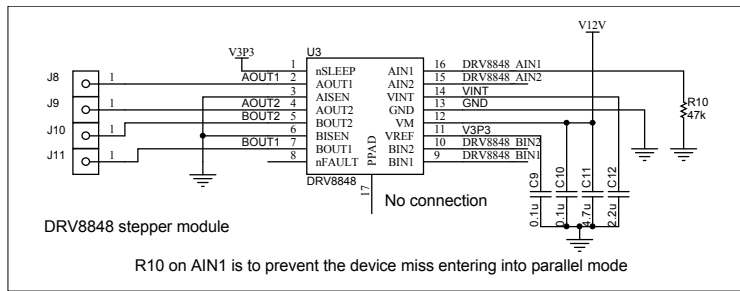 V12V
U3
V3P3
J8
J9
J10
J11
1
1
1
1
AOUT1
AOUT2
BOUT2
BOUT1
1
2
3
4
5
6
7
8
nSLEEP
AOUT1
AISEN
AOUT2
BOUT2
BISEN
BOUT1
nFAULT
AIN1
AIN2
VINT
GND
VM
VREF
BIN2
BIN1
PPAD
17
DRV8848
16 DRV8848_AIN1
15 DRV8848_AIN2
14 VINT
13 GND
12
11 V3P3
10 DRV8848_BIN2
9 DRV8848_BIN1
R10
47k
C9
0.1u
C10
0.1u
C11
4.7u
C12
2.2u
No connection
DRV8848 stepper module
R10 on AIN1 is to prevent the device miss entering into parallel mode